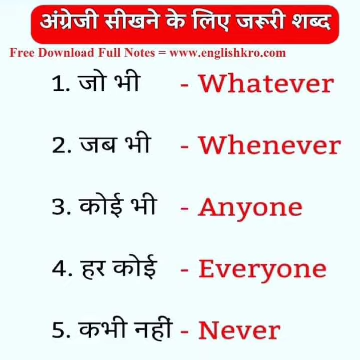 अंग्रेजी सीखने के लिए जरूरी शब्द
Free Download Full Notes = www.englishkro.com
1. जो भी - Whatever
2. जब भी - Whenever
3. कोई भी - Anyone
4. हर कोई - Everyone
5. कभी नहीं - Never